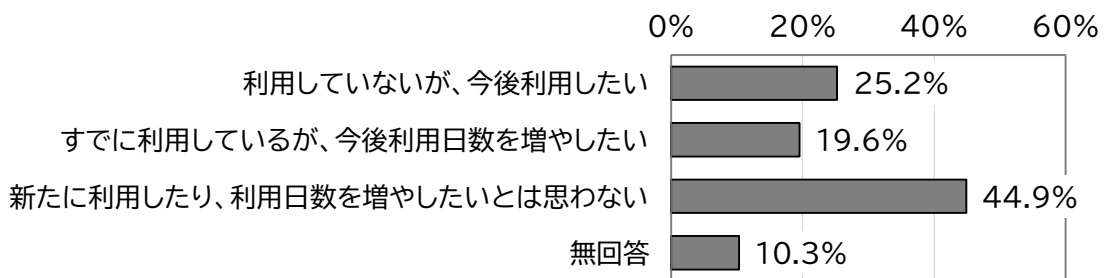 0% 20% 40% 60%
利用していないが、今後利用したい 25.2%
すでに利用しているが、今後利用日数を増やしたい 19.6%
新たに利用したり、利用日数を増やしたいとは思わない 44.9%
無回答 10.3%